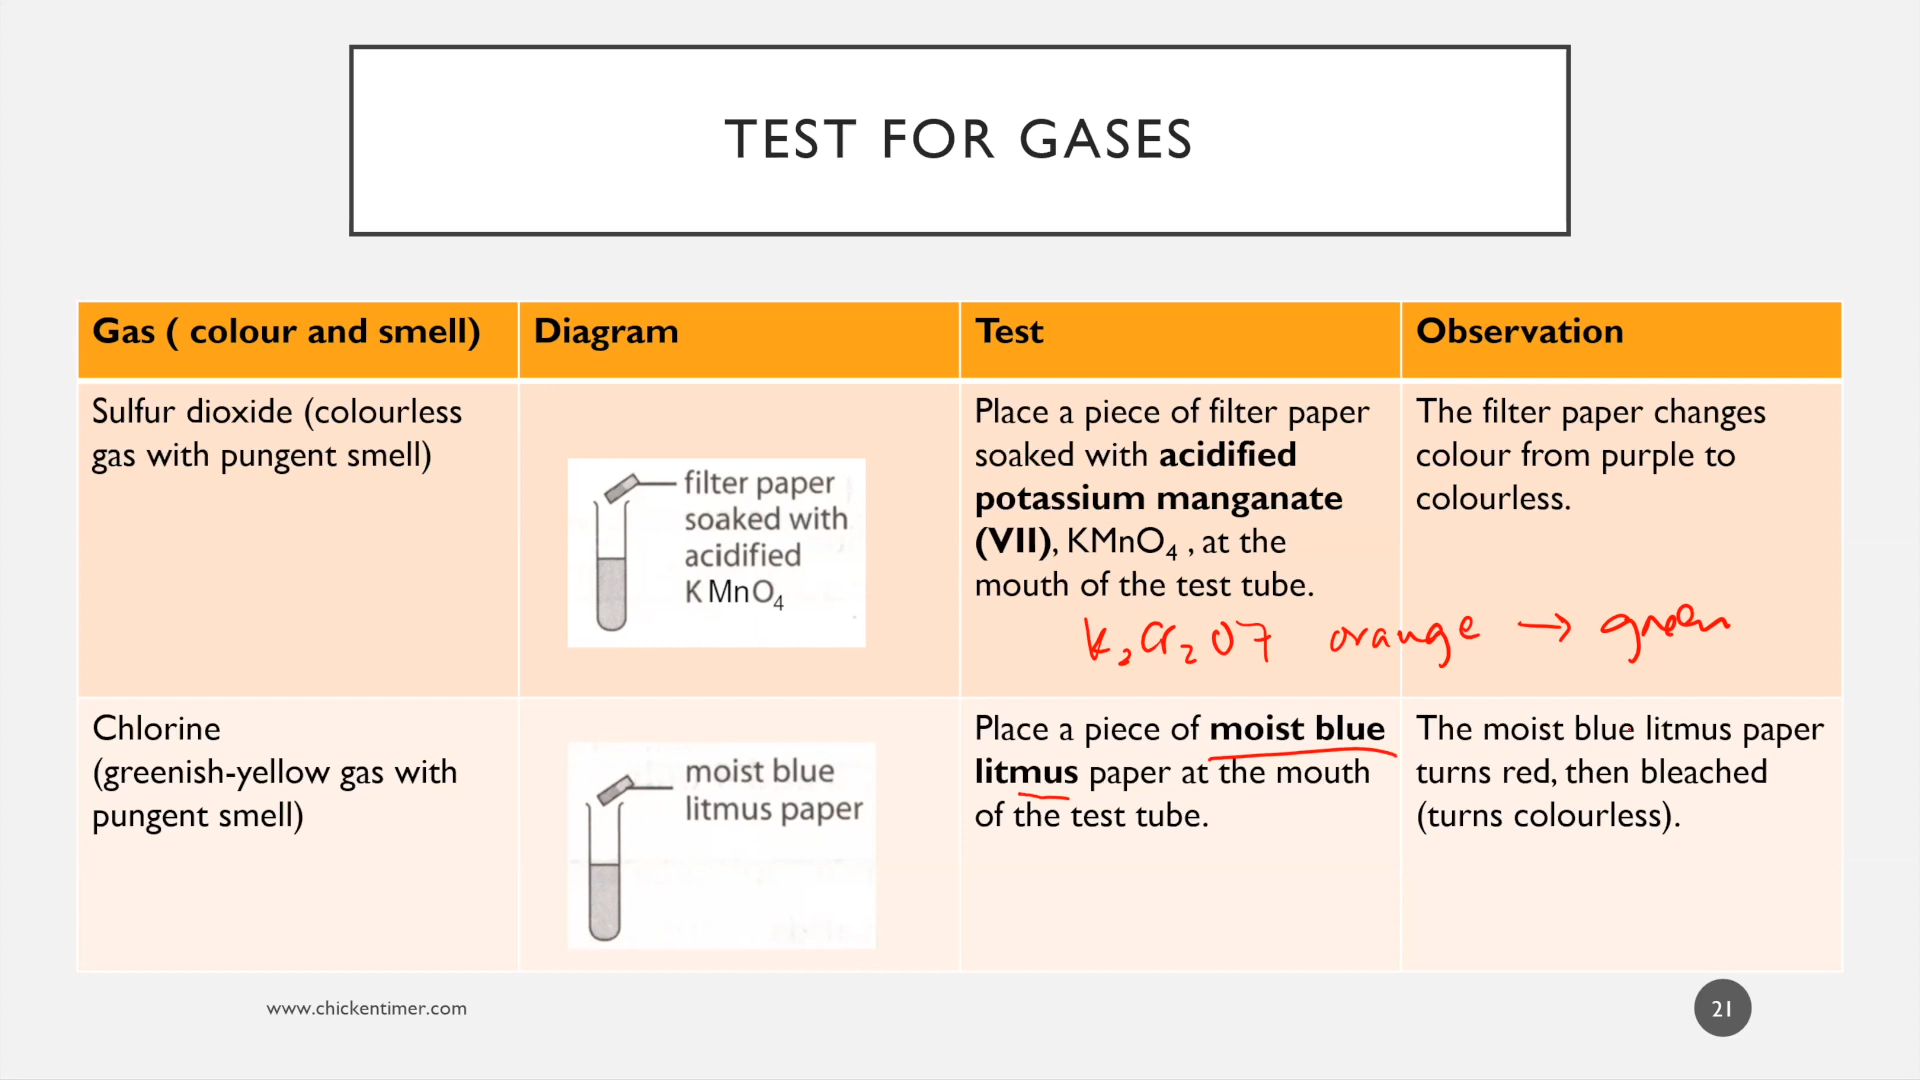 TEST FOR GASES
Gas ( colour and smell)
Diagram
Test
Observation
Sulfur dioxide (colourless
gas with pungent smell)
filter paper
soaked with
acidified
KMnO₄
Place a piece of filter paper
soaked with acidified
potassium manganate
(VII), KMnO₄ , at the
mouth of the test tube.
The filter paper changes
colour from purple to
colourless.
K₂Cr₂O7 orange → green
Chlorine
(greenish-yellow gas with
pungent smell)
moist blue
litmus paper
Place a piece of moist blue
litmus paper at the mouth
of the test tube.
The moist blue litmus paper
turns red, then bleached
(turns colourless).
www.chickentimer.com
21